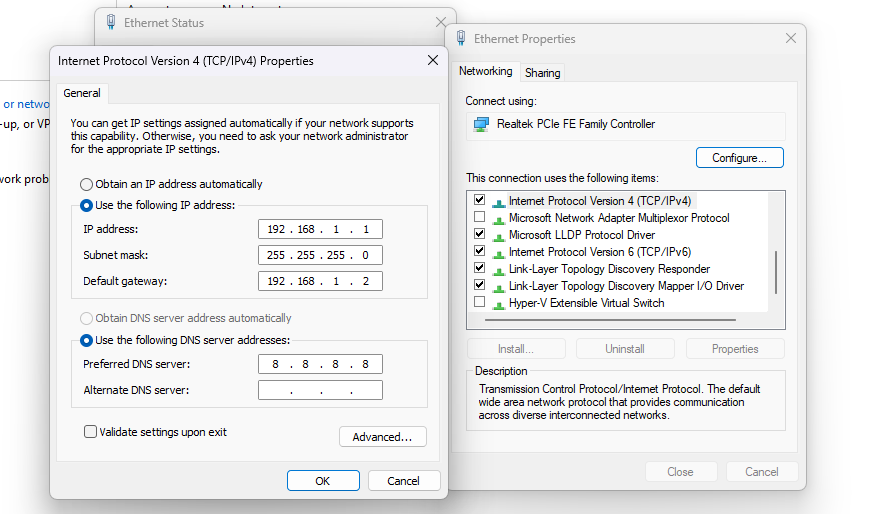 Ethernet Status
Internet Protocol Version 4 (TCP/IPv4) Properties
General
You can get IP settings assigned automatically if your network supports
this capability. Otherwise, you need to ask your network administrator
for the appropriate IP settings.
Obtain an IP address automatically
Use the following IP address:
IP address: 192 . 168 . 1 . 1
Subnet mask: 255 . 255 . 255 . 0
Default gateway: 192 . 168 . 1 . 2
Obtain DNS server address automatically
Use the following DNS server addresses:
Preferred DNS server: 8 . 8 . 8 . 8
Alternate DNS server: . . .
Validate settings upon exit
Advanced...
OK Cancel
Ethernet Properties
Networking Sharing
Connect using:
Realtek PCIe FE Family Controller
Configure...
This connection uses the following items:
Internet Protocol Version 4 (TCP/IPv4)
Microsoft Network Adapter Multiplexor Protocol
Microsoft LLDP Protocol Driver
Internet Protocol Version 6 (TCP/IPv6)
Link-Layer Topology Discovery Responder
Link-Layer Topology Discovery Mapper I/O Driver
Hyper-V Extensible Virtual Switch
Install... Uninstall Properties
Description
Transmission Control Protocol/Internet Protocol. The default
wide area network protocol that provides communication
across diverse interconnected networks.
Close Cancel
or netwo
-up, or VP
work prob